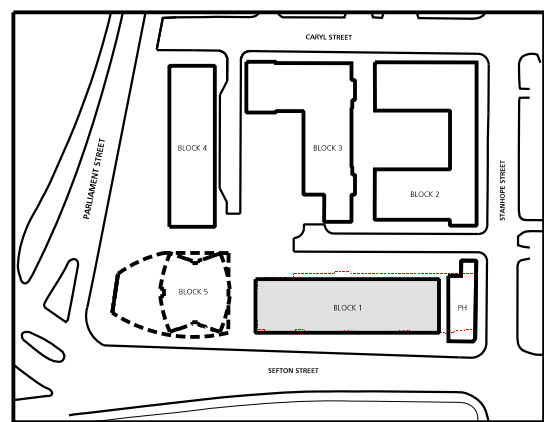 CARYL STREET
BLOCK 4
BLOCK 3
BLOCK 2
PARLIAMENT STREET
STANHOPE STREET
BLOCK 5
BLOCK 1
PH
SEFTON STREET